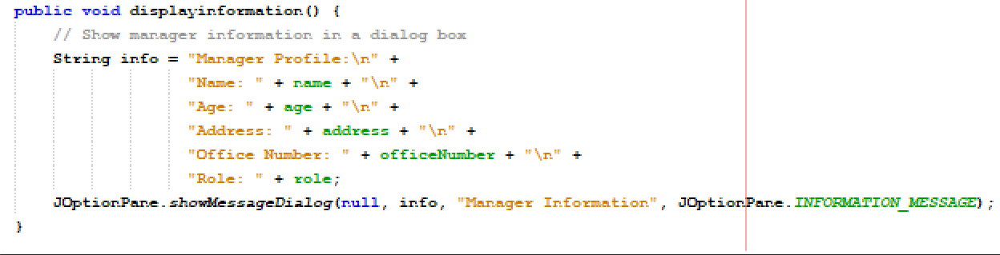 public void displayinformation() {
// Show manager information in a dialog box
String info = "Manager Profile:\n" +
"Name: " + name + "\n" +
"Age: " + age + "\n" +
"Address: " + address + "\n" +
"Office Number: " + officeNumber + "\n" +
"Role: " + role;
JOptionPane.showMessageDialog(null, info, "Manager Information", JOptionPane.INFORMATION_MESSAGE);
}